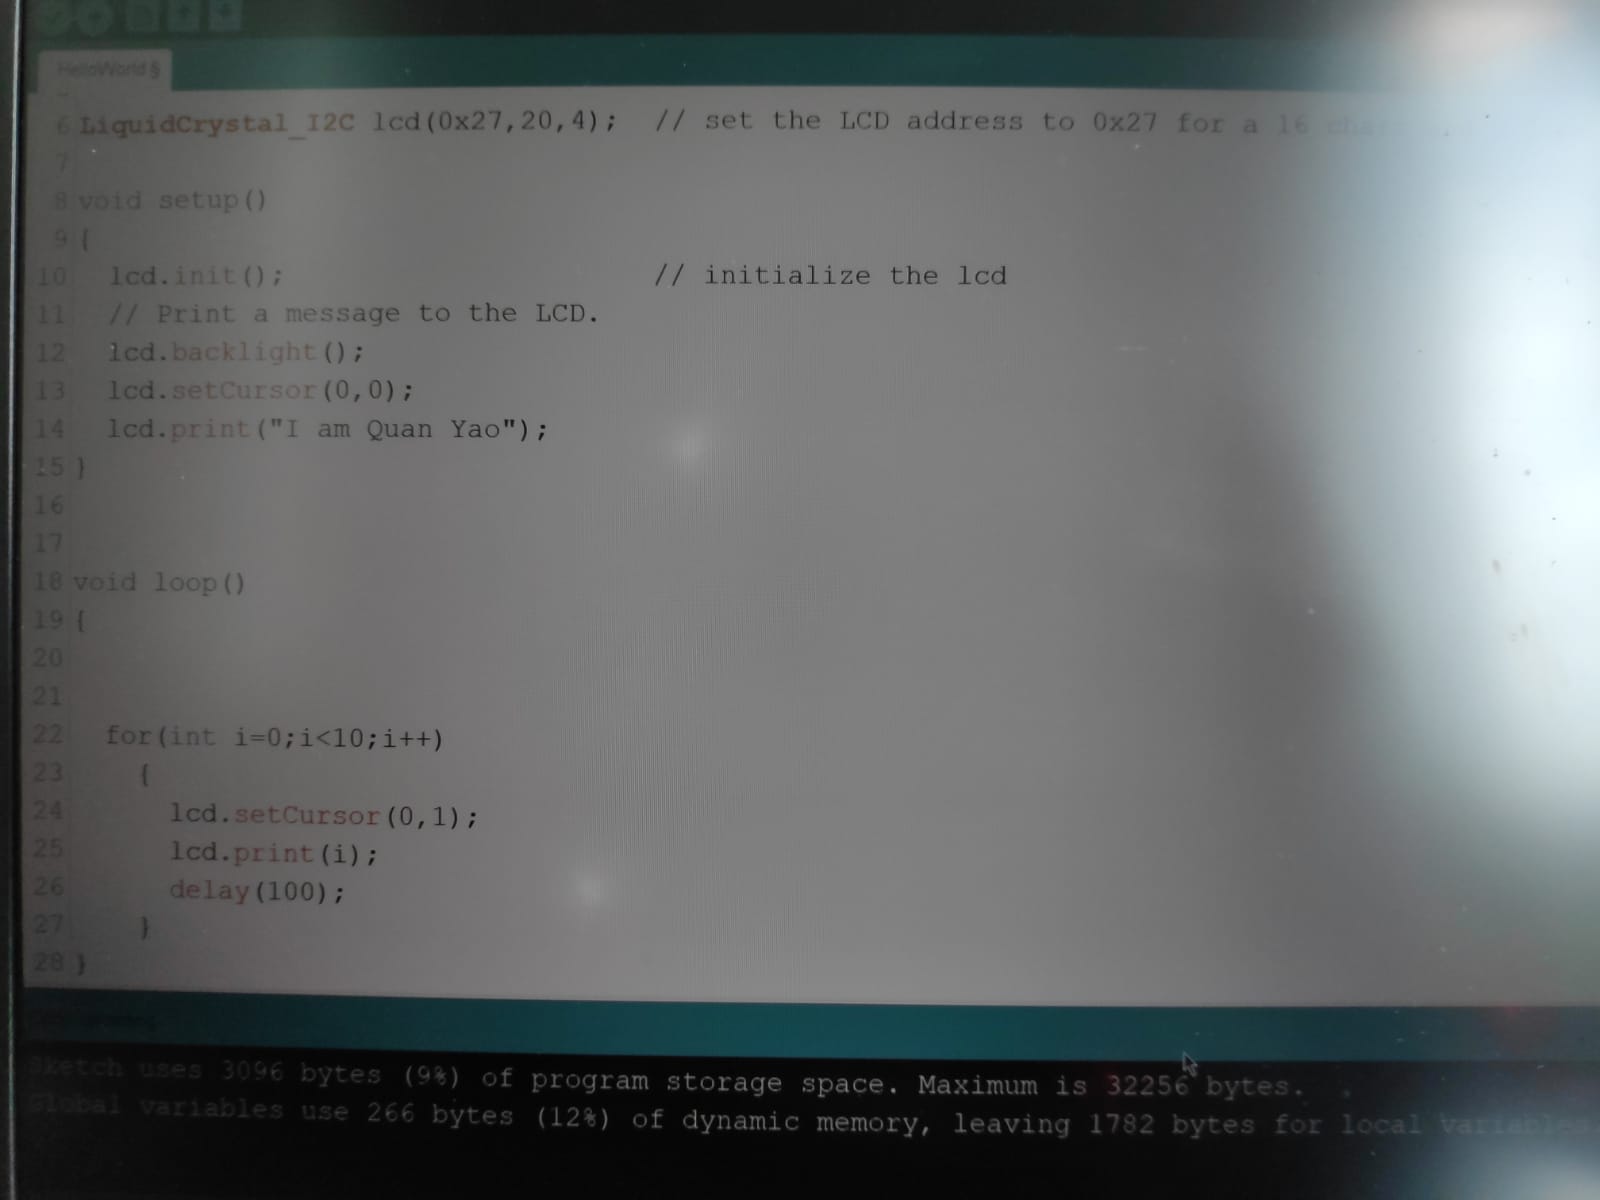 HelloWorld §
6 LiquidCrystal_I2C lcd(0x27,20,4);  // set the LCD address to 0x27 for a 16 chars
7
8 void setup()
9 {
10   lcd.init();                      // initialize the lcd
11   // Print a message to the LCD.
12   lcd.backlight();
13   lcd.setCursor(0,0);
14   lcd.print("I am Quan Yao");
15 }
16
17
18 void loop()
19 {
20
21
22   for(int i=0;i<10;i++)
23     {
24       lcd.setCursor(0,1);
25       lcd.print(i);
26       delay(100);
27     }
28 }
Sketch uses 3096 bytes (9%) of program storage space. Maximum is 32256 bytes.
Global variables use 266 bytes (12%) of dynamic memory, leaving 1782 bytes for local variables.